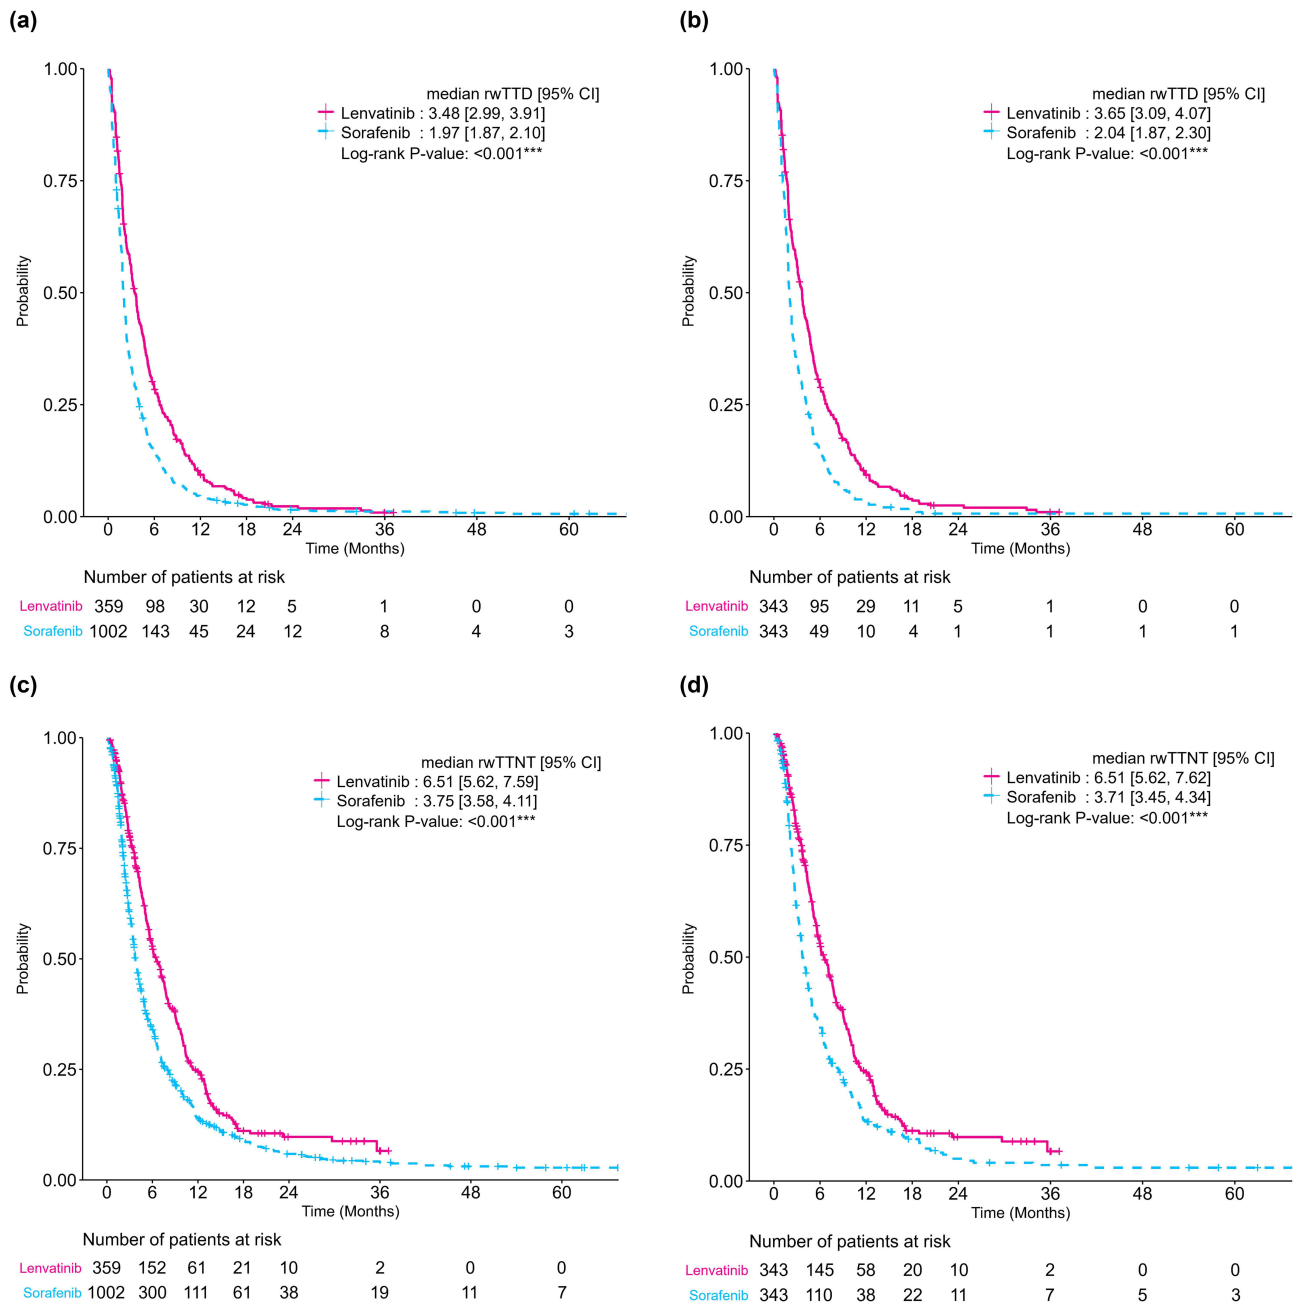 (a)
median rwTTD [95% CI]
Lenvatinib : 3.48 [2.99, 3.91]
Sorafenib : 1.97 [1.87, 2.10]
Log-rank P-value: <0.001***
1.00
0.75
0.50
0.25
0.00
Probability
0 6 12 18 24 36 48 60
Time (Months)
Number of patients at risk
Lenvatinib 359 98 30 12 5 1 0 0
Sorafenib 1002 143 45 24 12 8 4 3
(b)
median rwTTD [95% CI]
Lenvatinib : 3.65 [3.09, 4.07]
Sorafenib : 2.04 [1.87, 2.30]
Log-rank P-value: <0.001***
1.00
0.75
0.50
0.25
0.00
Probability
0 6 12 18 24 36 48 60
Time (Months)
Number of patients at risk
Lenvatinib 343 95 29 11 5 1 0 0
Sorafenib 343 49 10 4 1 1 1 1
(c)
median rwTTNT [95% CI]
Lenvatinib : 6.51 [5.62, 7.59]
Sorafenib : 3.75 [3.58, 4.11]
Log-rank P-value: <0.001***
1.00
0.75
0.50
0.25
0.00
Probability
0 6 12 18 24 36 48 60
Time (Months)
Number of patients at risk
Lenvatinib 359 152 61 21 10 2 0 0
Sorafenib 1002 300 111 61 38 19 11 7
(d)
median rwTTNT [95% CI]
Lenvatinib : 6.51 [5.62, 7.62]
Sorafenib : 3.71 [3.45, 4.34]
Log-rank P-value: <0.001***
1.00
0.75
0.50
0.25
0.00
Probability
0 6 12 18 24 36 48 60
Time (Months)
Number of patients at risk
Lenvatinib 343 145 58 20 10 2 0 0
Sorafenib 343 110 38 22 11 7 5 3